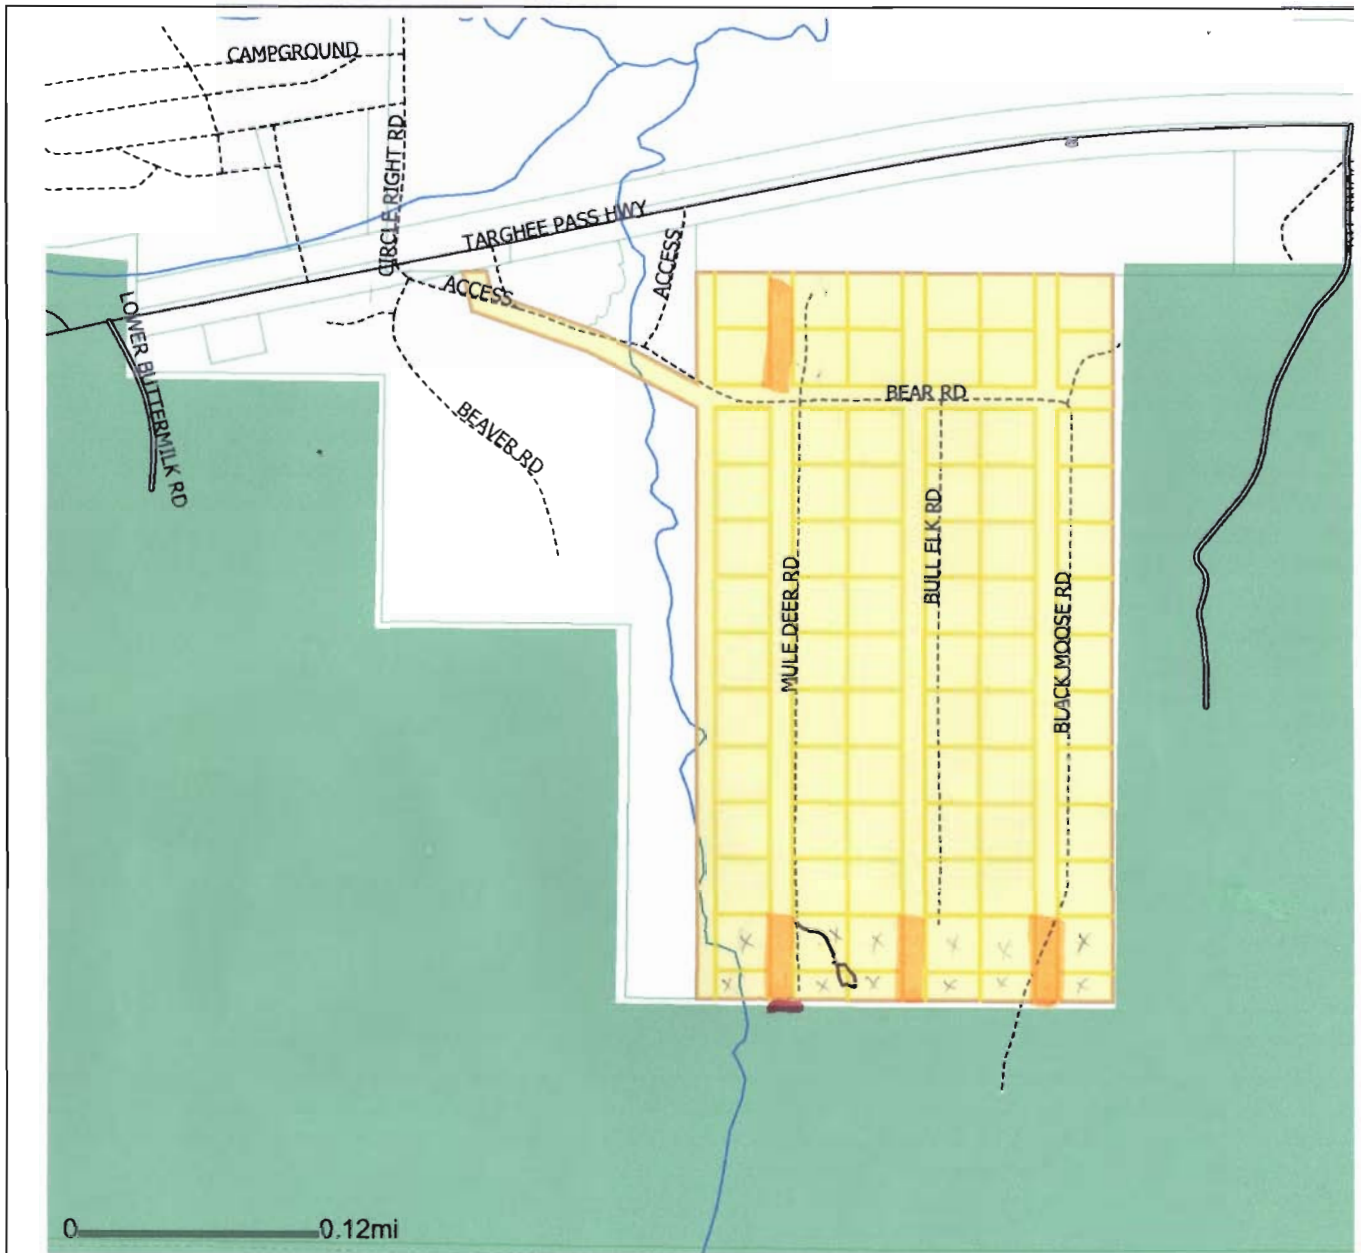 CAMPGROUND
CIRCLE RIGHT RD
TARGHEE PASS HWY
ACCESS
ACCESS
LOWER BUTTERMILK RD
BEAVER RD
BEAR RD
MULE DEER RD
BULL ELK RD
BLACK MOOSE RD
X X X X X X
X X X X X X
0 0.12mi